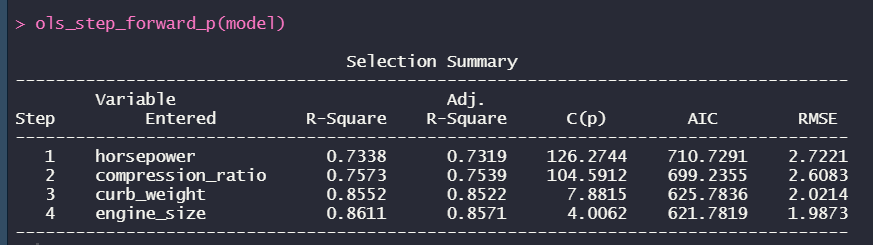 > ols_step_forward_p(model)
Selection Summary
--------------------------------------------------------------------------------
Variable Adj.
Step Entered R-Square R-Square C(p) AIC RMSE
--------------------------------------------------------------------------------
1 horsepower 0.7338 0.7319 126.2744 710.7291 2.7221
2 compression_ratio 0.7573 0.7539 104.5912 699.2355 2.6083
3 curb_weight 0.8552 0.8522 7.8815 625.7836 2.0214
4 engine_size 0.8611 0.8571 4.0062 621.7819 1.9873
--------------------------------------------------------------------------------